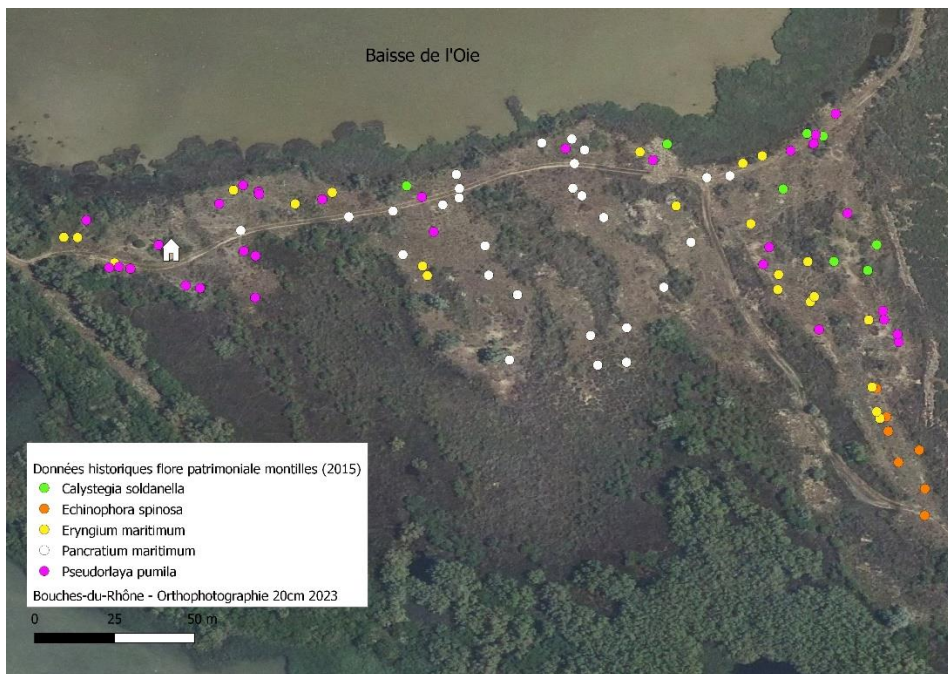 Baisse de l'Oie
Données historiques flore patrimoniale montilles (2015)
Calystegia soldanella
Echinophora spinosa
Eryngium maritimum
Pancratium maritimum
Pseudorlaya pumila
Bouches-du-Rhône - Orthophotographie 20cm 2023
0 25 50 m